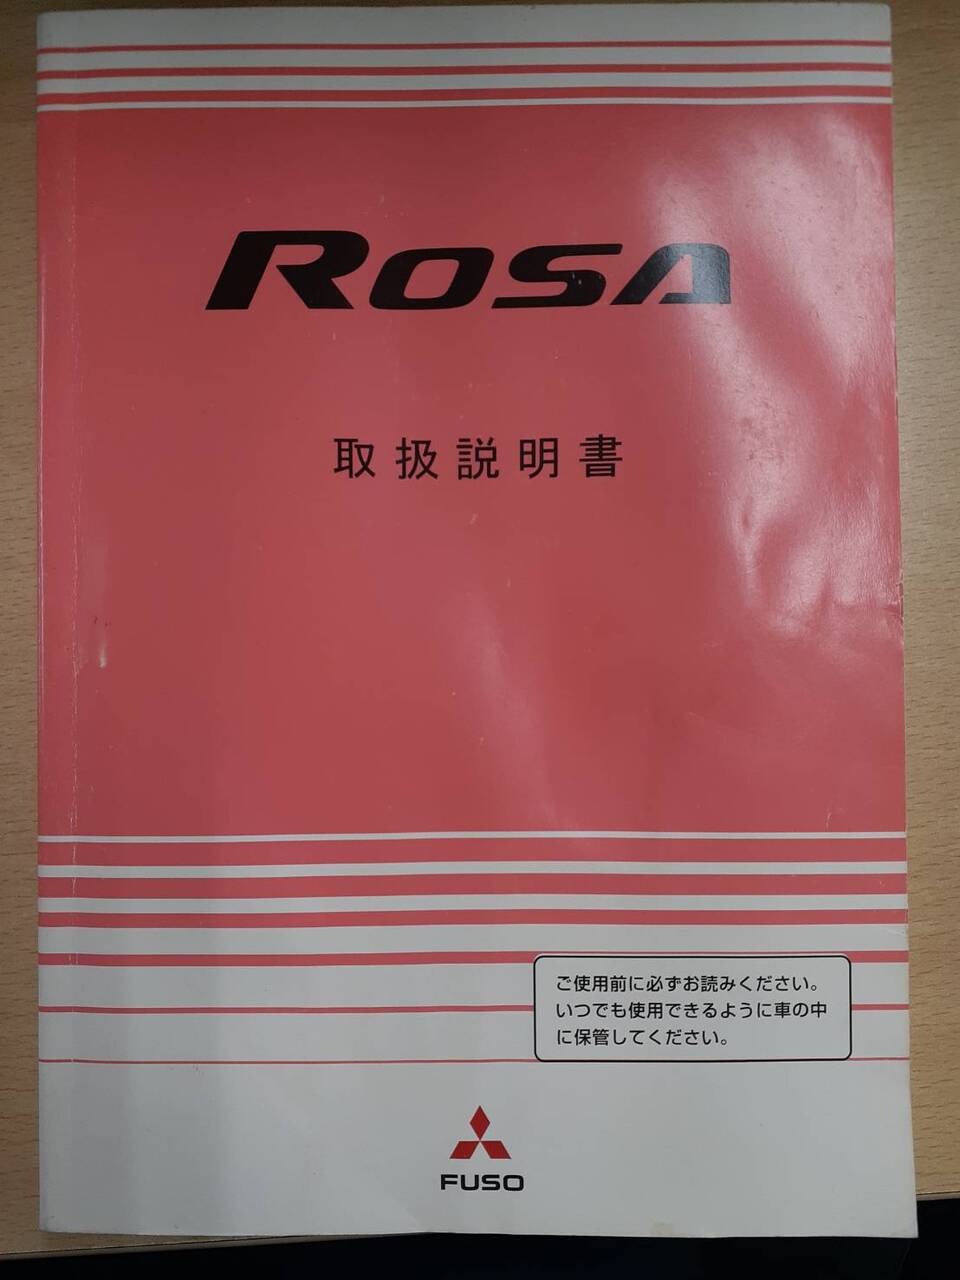 ROSA
取扱説明書
ご使用前に必ずお読みください。
いつでも使用できるように車の中
に保管してください。
FUSO